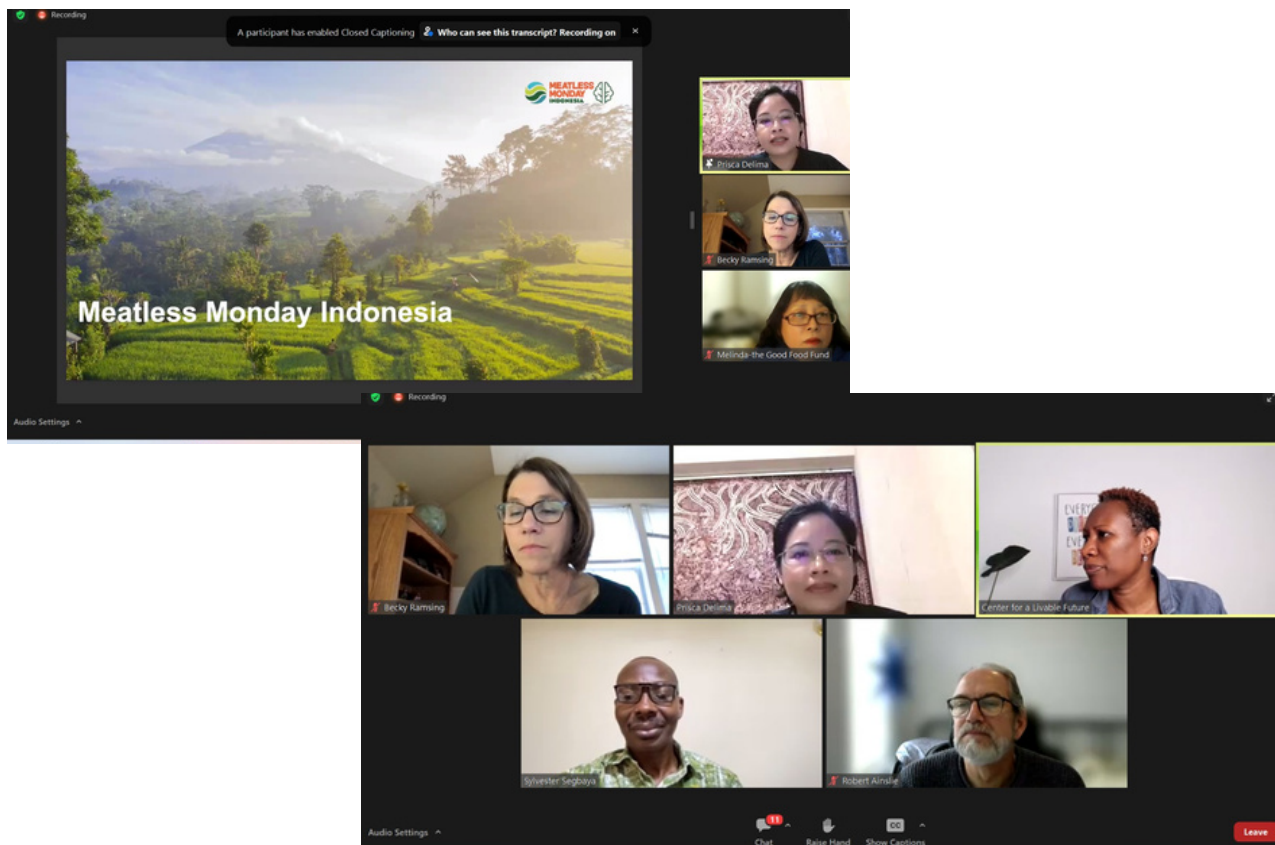 Recording
A participant has enabled Closed Captioning Who can see this transcript? Recording on
MEATLESS
MONDAY
INDONESIA
Meatless Monday Indonesia
Prisca Delima
Becky Ramsing
Melinda-the Good Food Fund
Audio Settings
Recording
Becky Ramsing
Prisca Delima
EVERY
EVE
Center for a Livable Future
Sylvester Segbaya
Robert Ainslie
Audio Settings
11
Chat
Raise Hand
CC
Show Captions
Leave